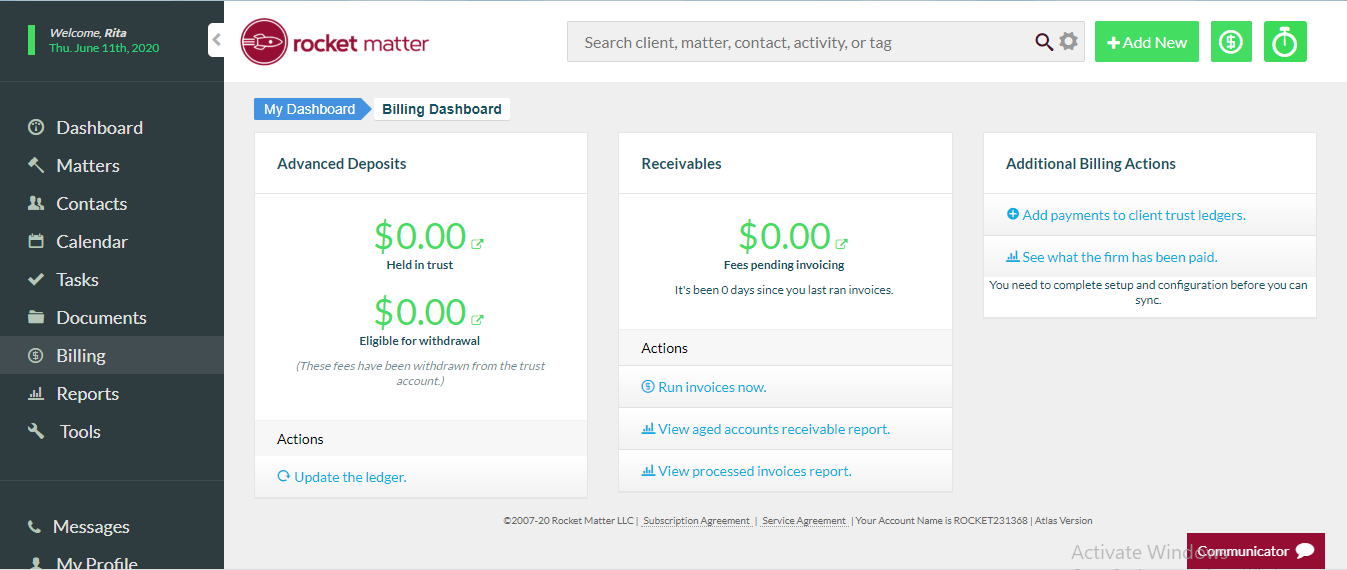 Welcome, Rita
Thu. June 11th, 2020
rocket matter
Search client, matter, contact, activity, or tag
Add New
Dashboard
Matters
Contacts
Calendar
Tasks
Documents
Billing
Reports
Tools
Messages
My Profile
My Dashboard
Billing Dashboard
Advanced Deposits
$0.00
Held in trust
$0.00
Eligible for withdrawal
(These fees have been withdrawn from the trust
account.)
Actions
Update the ledger.
Receivables
$0.00
Fees pending invoicing
It's been 0 days since you last ran invoices.
Actions
Run invoices now.
View aged accounts receivable report.
View processed invoices report.
Additional Billing Actions
Add payments to client trust ledgers.
See what the firm has been paid.
You need to complete setup and configuration before you can
sync.
©2007-20 Rocket Matter LLC | Subscription Agreement | Service Agreement | Your Account Name is ROCKET231368 | Atlas Version
Activate Windows
Communicator